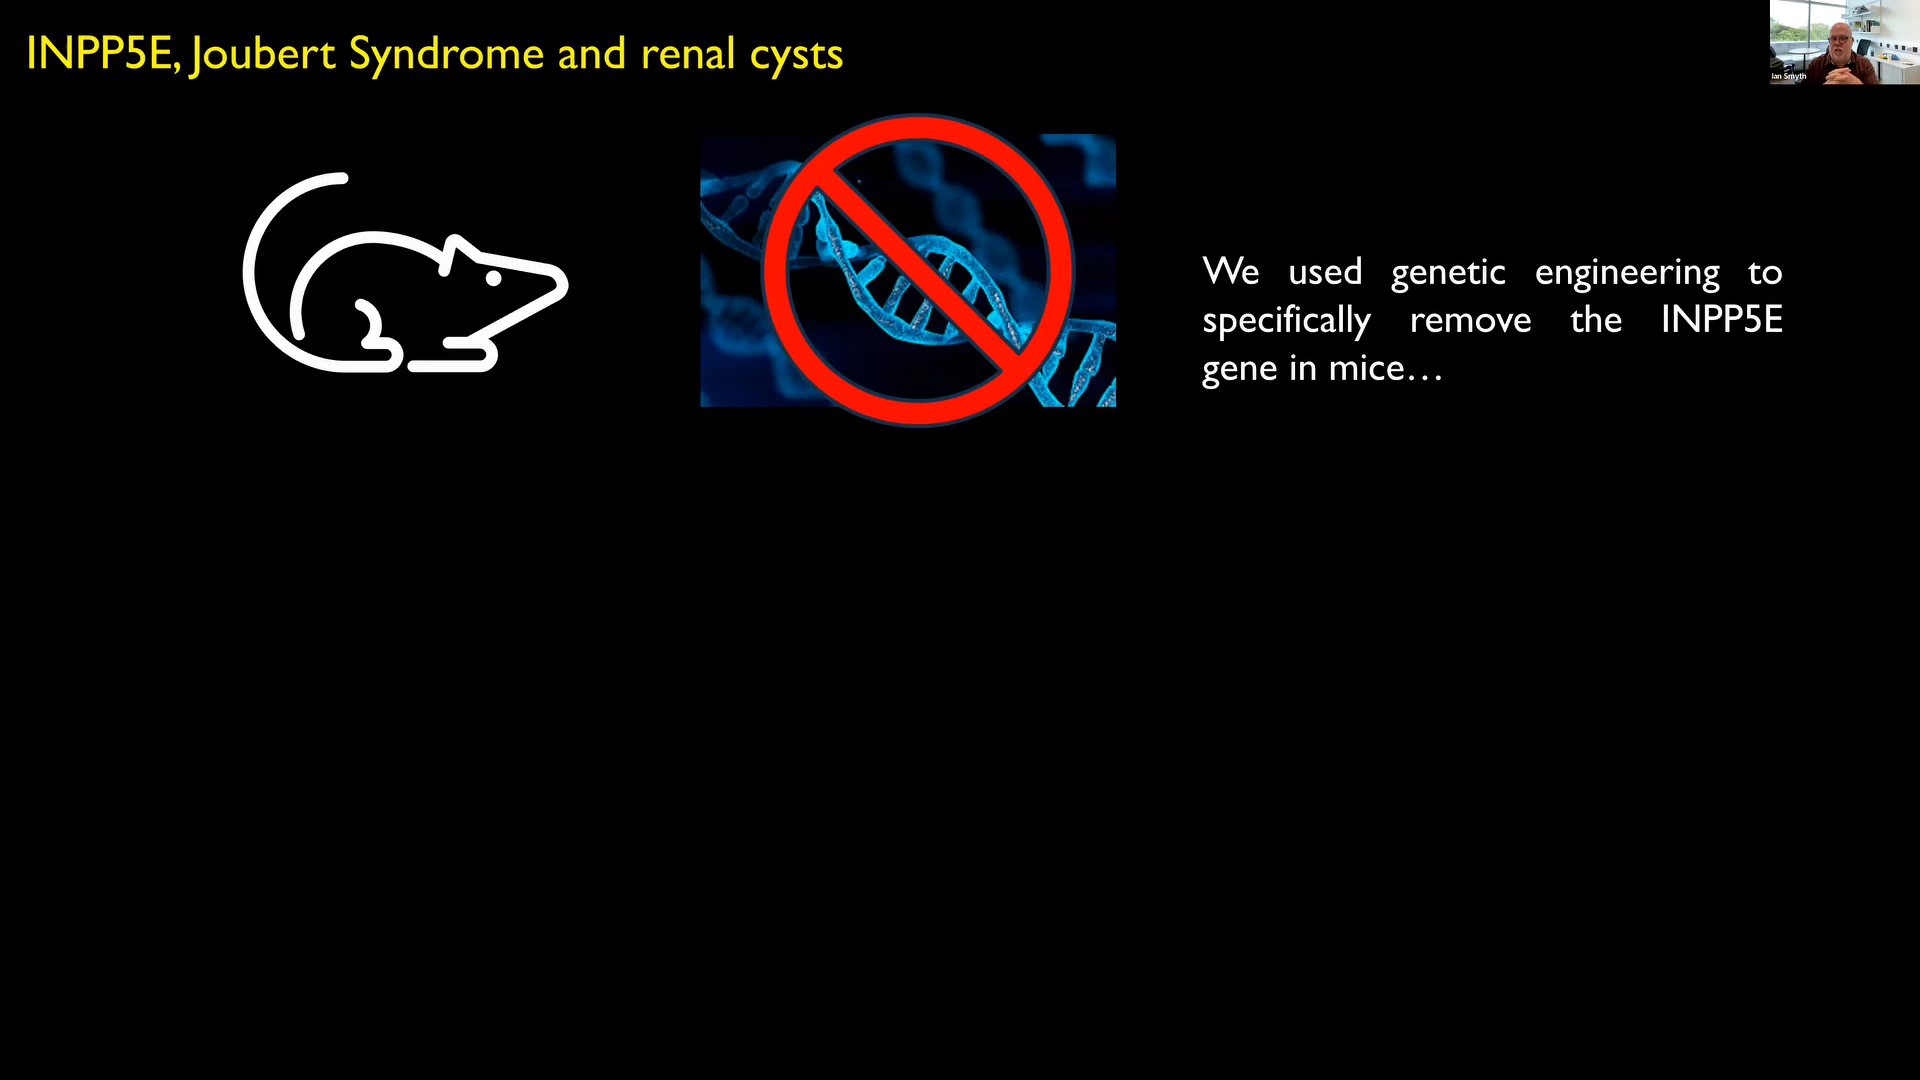 INPP5E, Joubert Syndrome and renal cysts
Ian Smyth
We used genetic engineering to
specifically remove the INPP5E
gene in mice…